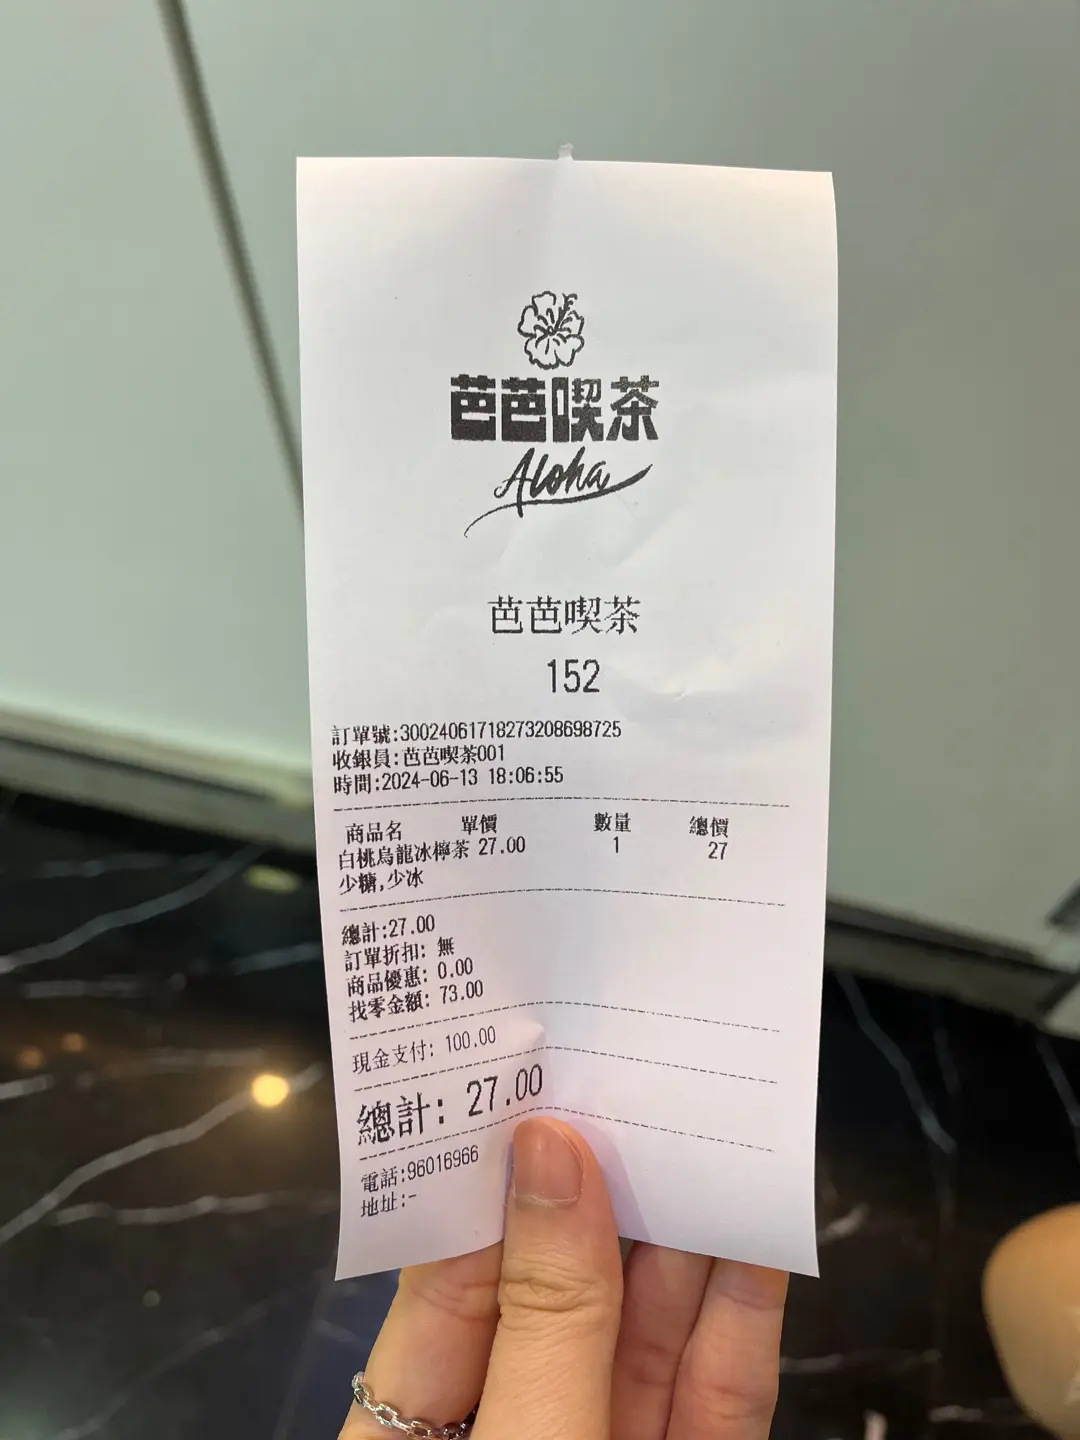 芭芭喫茶
Aloha
芭芭喫茶
152
訂單號:300240617182732086 98725
收銀員:芭芭喫茶001
時間:2024-06-13 18:06:55
商品名 單價 數量 總價
白桃烏龍冰檸茶 27.00 1 27
少糖,少冰
總計:27.00
訂單折扣: 無
商品優惠: 0.00
找零金額: 73.00
現金支付: 100.00
總計: 27.00
電話:96016966
地址:-